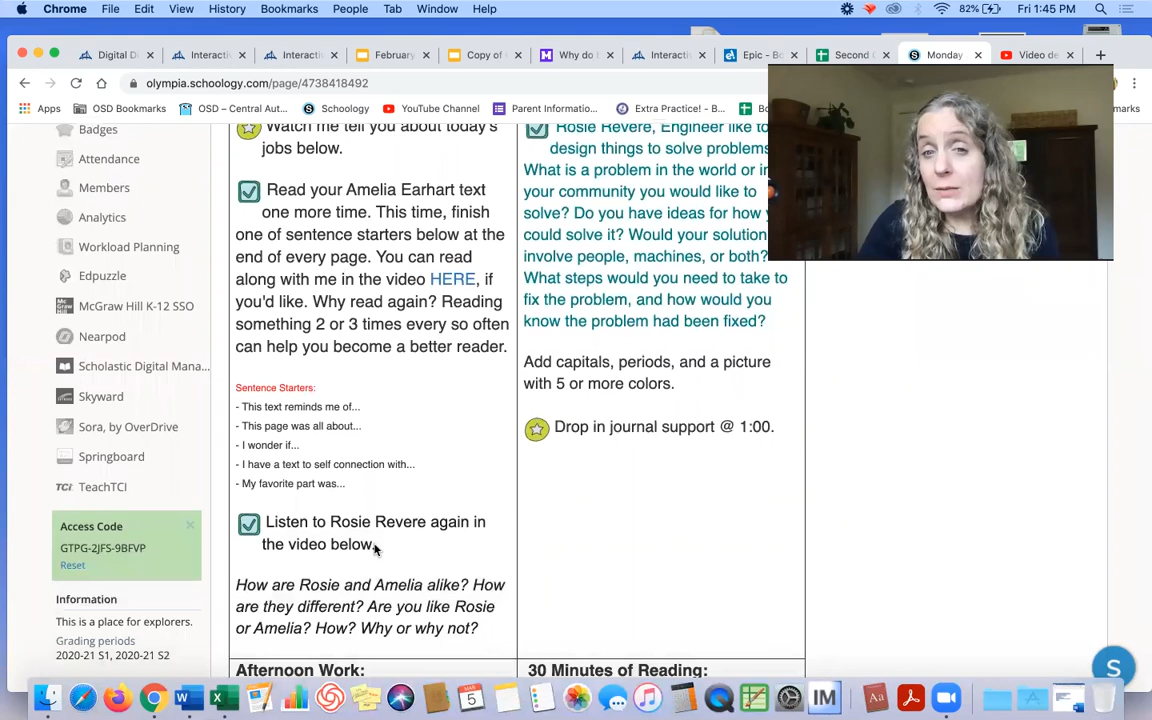 Chrome File Edit View History Bookmarks People Tab Window Help 82% Fri 1:45 PM
Digital D Interactiv Interacti February Copy of Why do Interacti Epic - Bo Second Monday Video de
olympia.schoology.com/page/4738418492
Apps OSD Bookmarks OSD – Central Aut... Schoology YouTube Channel Parent Informatio... Extra Practice! - B...
Badges
Attendance
Members
Analytics
Workload Planning
Edpuzzle
McGraw Hill K-12 SSO
Nearpod
Scholastic Digital Mana...
Skyward
Sora, by OverDrive
Springboard
TeachTCI
Access Code
GTPG-2JFS-9BFVP
Reset
Information
This is a place for explorers.
Grading periods
2020-21 S1, 2020-21 S2
Watch me tell you about today's
jobs below.
Read your Amelia Earhart text
one more time. This time, finish
one of sentence starters below at the
end of every page. You can read
along with me in the video HERE, if
you'd like. Why read again? Reading
something 2 or 3 times every so often
can help you become a better reader.
Sentence Starters:
- This text reminds me of...
- This page was all about...
- I wonder if...
- I have a text to self connection with...
- My favorite part was...
Listen to Rosie Revere again in
the video below.
How are Rosie and Amelia alike? How
are they different? Are you like Rosie
or Amelia? How? Why or why not?
Afternoon Work:
Rosie Revere, Engineer like to
design things to solve problems
What is a problem in the world or in
your community you would like to
solve? Do you have ideas for how
could solve it? Would your solution
involve people, machines, or both?
What steps would you need to take to
fix the problem, and how would you
know the problem had been fixed?
Add capitals, periods, and a picture
with 5 or more colors.
Drop in journal support @ 1:00.
30 Minutes of Reading:
S
MAR
5
IM